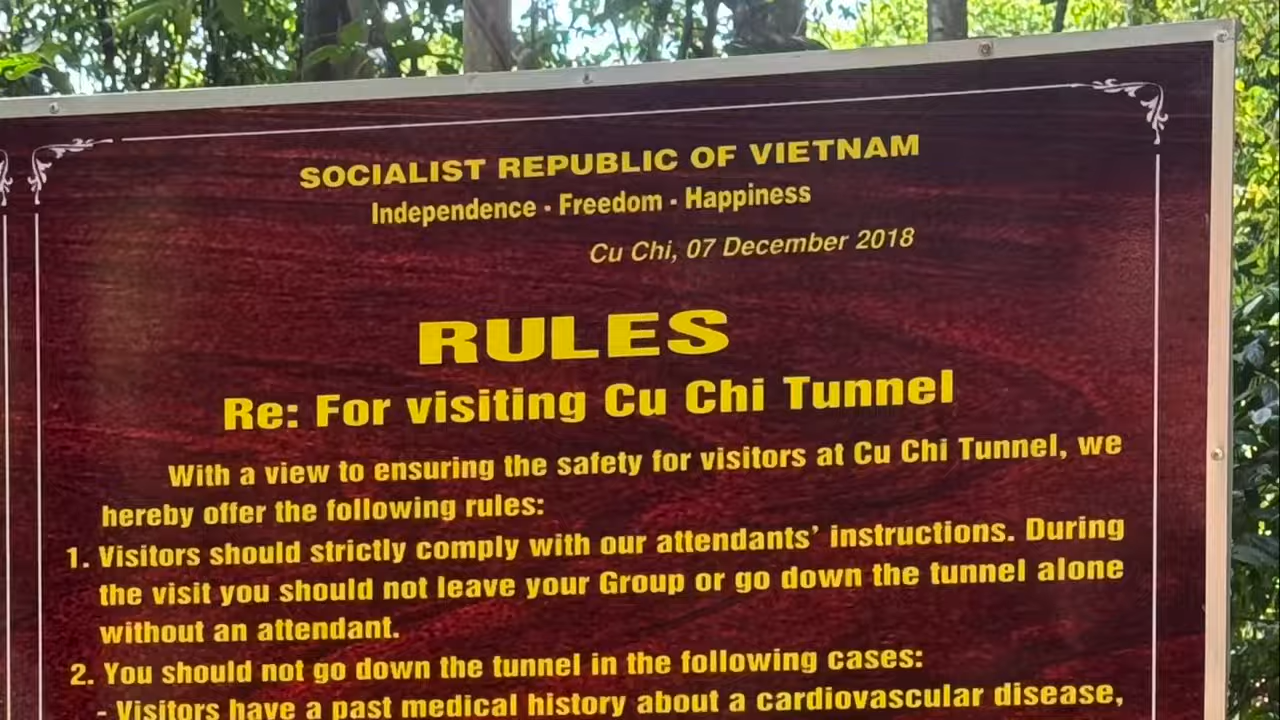 SOCIALIST REPUBLIC OF VIETNAM
Independence - Freedom - Happiness
Cu Chi, 07 December 2018
RULES
Re: For visiting Cu Chi Tunnel
With a view to ensuring the safety for visitors at Cu Chi Tunnel, we
hereby offer the following rules:
1. Visitors should strictly comply with our attendants’ instructions. During
the visit you should not leave your Group or go down the tunnel alone
without an attendant.
2. You should not go down the tunnel in the following cases:
- Visitors have a past medical history about a cardiovascular disease,